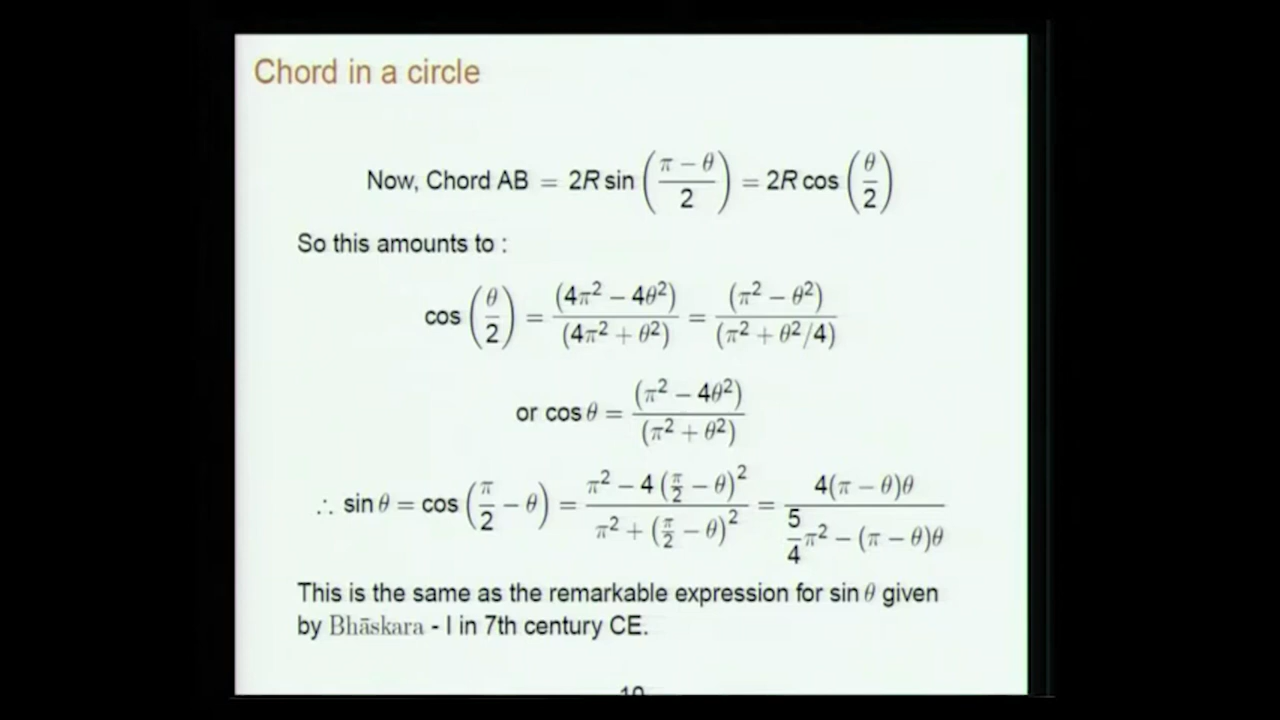 Chord in a circle
Now, Chord AB = 2R sin ( (π − θ) / 2 ) = 2R cos ( θ / 2 )
So this amounts to :
cos ( θ / 2 ) = (4π² − 4θ²) / (4π² + θ²) = (π² − θ²) / (π² + θ²/4)
or cos θ = (π² − 4θ²) / (π² + θ²)
∴ sin θ = cos ( π/2 − θ ) = π² − 4 (π/2 − θ)² / π² + (π/2 − θ)² = 4(π − θ)θ / 5/4 π² − (π − θ)θ
This is the same as the remarkable expression for sin θ given
by Bhāskara - I in 7th century CE.